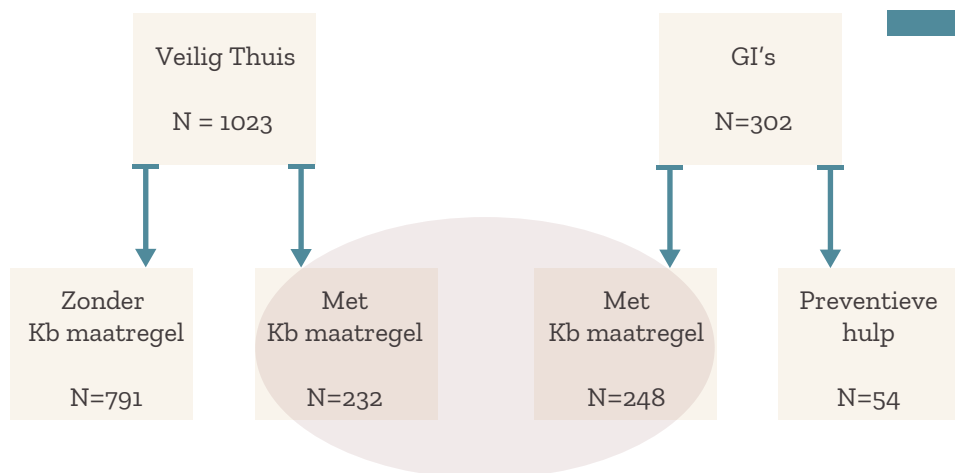 Veilig Thuis
N = 1023
GI's
N=302
Zonder
Kb maatregel
N=791
Met
Kb maatregel
N=232
Met
Kb maatregel
N=248
Preventieve
hulp
N=54